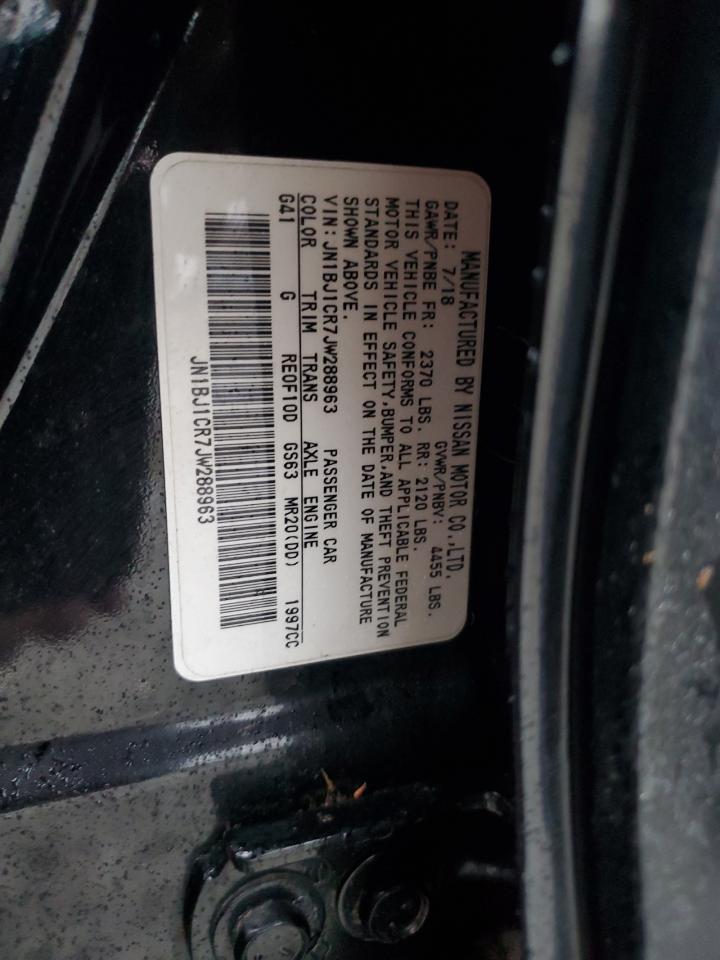 MANUFACTURED BY NISSAN MOTOR CO.,LTD.
DATE: 7/18 GVWR/PNBV: 4455 LBS.
GAWR/PNBE FR: 2370 LBS. RR: 2120 LBS.
THIS VEHICLE CONFORMS TO ALL APPLICABLE FEDERAL
MOTOR VEHICLE SAFETY,BUMPER,AND THEFT PREVENTION
STANDARDS IN EFFECT ON THE DATE OF MANUFACTURE
SHOWN ABOVE.
VIN: JN1BJ1CR7JW288963 PASSENGER CAR
COLOR TRIM TRANS AXLE ENGINE
G41 G RE0F10D GS63 MR20(DD) 1997CC
JN1BJ1CR7JW288963